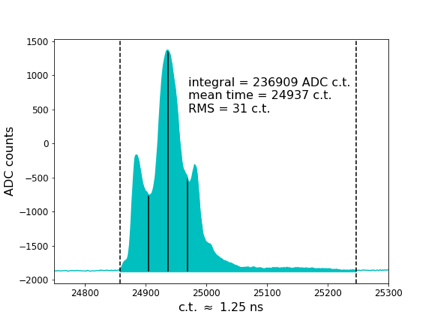 1500
1000
500
0
−500
−1000
−1500
−2000
ADC counts
integral = 236909 ADC c.t.
mean time = 24937 c.t.
RMS = 31 c.t.
24800 24900 25000 25100 25200 25300
c.t. ≈ 1.25 ns